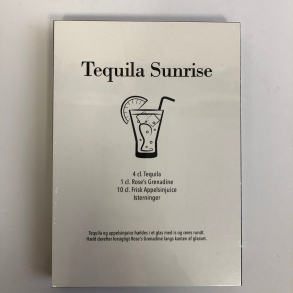 Tequila Sunrise
4 cl. Tequila
1 cl. Rose's Grenadine
10 cl. Frisk Appelsinjuice
Isterninger
Tequila og appelsinjuice hældes i et glas med is og røres rundt.
Hæld derefter forsigtigt Rose's Grenadine langs kanten af glasset.